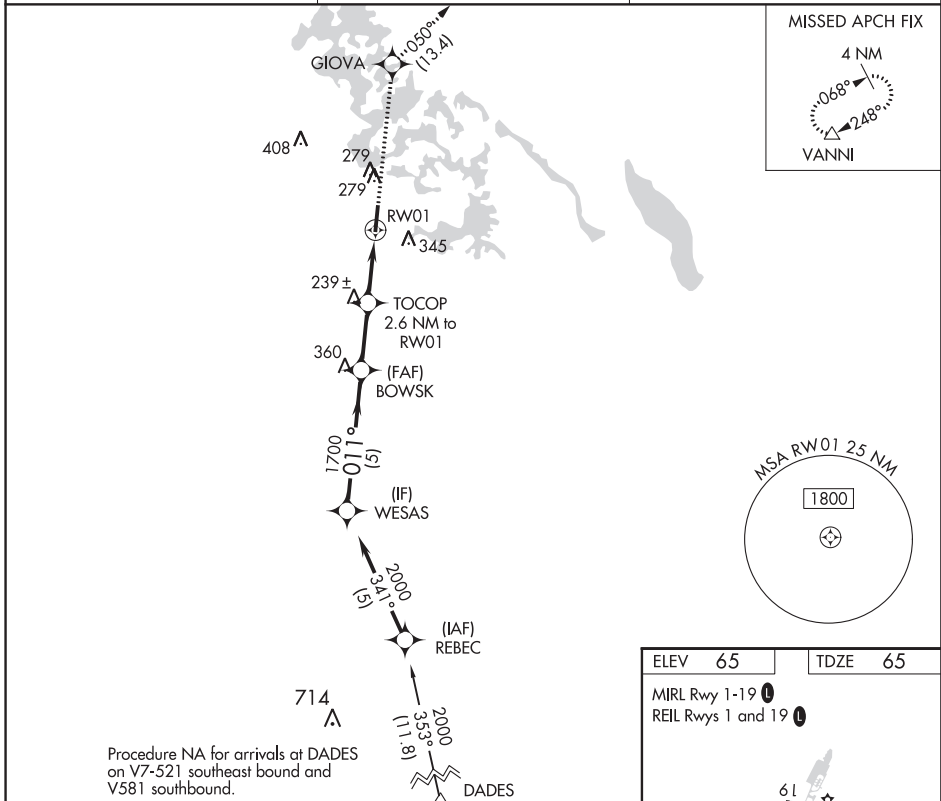 MISSED APCH FIX
4 NM
068°
248°
VANNI
050°
(13.4)
GIOVA
408
279
279
RW01
345
239±
TOCOP
2.6 NM to
RW01
360
(FAF)
BOWSK
1700
011°
(5)
(IF)
WESAS
2000
341°
(5)
(IAF)
REBEC
MSA RW01 25 NM
1800
714
2000
353°
(11.8)
DADES
Procedure NA for arrivals at DADES
on V7-521 southeast bound and
V581 southbound.
ELEV 65
TDZE 65
MIRL Rwy 1-19 L
REIL Rwys 1 and 19 L